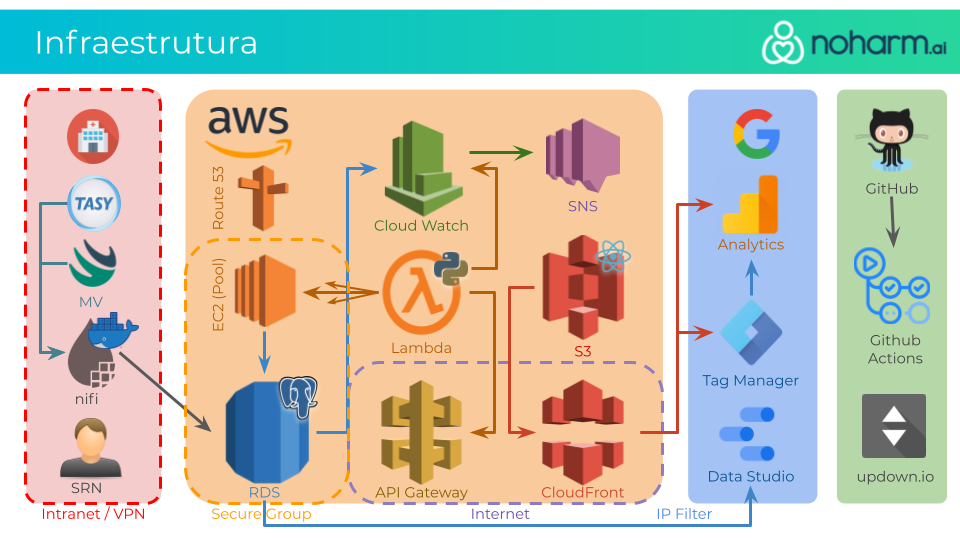 Infraestrutura
noharm.ai
TASY
MV
nifi
SRN
Intranet / VPN
aws
Route 53
EC2 (Pool)
Cloud Watch
SNS
Lambda
S3
RDS
API Gateway
CloudFront
Secure Group
Internet
IP Filter
G
Analytics
Tag Manager
Data Studio
GitHub
Github
Actions
updown.io